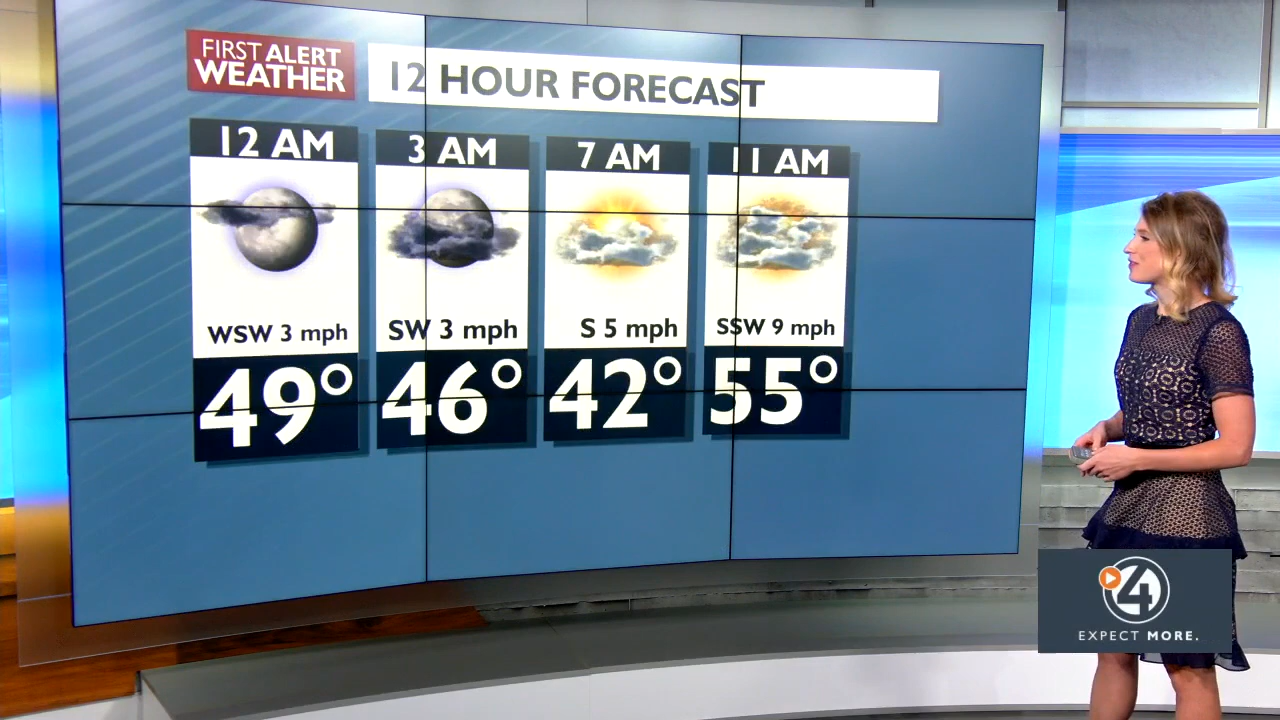 FIRST ALERT
WEATHER
12 HOUR FORECAST
12 AM
WSW 3 mph
49°
3 AM
SW 3 mph
46°
7 AM
S 5 mph
42°
11 AM
SSW 9 mph
55°
4
EXPECT MORE.